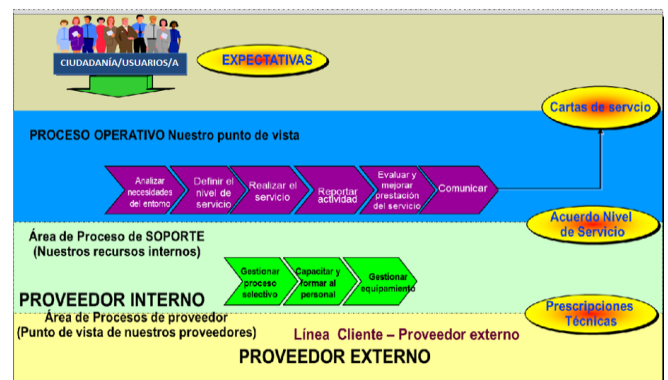 CIUDADANÍA/USUARIOS/A
EXPECTATIVAS
Cartas de servcio
PROCESO OPERATIVO Nuestro punto de vista
Analizar
necesidades
del entorno
Definir el
nivel de
servicio
Realizar el
servicio
Reportar
actividad
Evaluar y
mejorar
prestación
del servicio
Comunicar
Acuerdo Nivel
de Servicio
Área de Proceso de SOPORTE
(Nuestros recursos internos)
Gestionar
proceso
selectivo
Capacitar y
formar al
personal
Gestionar
equipamiento
PROVEEDOR INTERNO
Prescripciones
Técnicas
Área de Procesos de proveedor
(Punto de vista de nuestros proveedores)
Línea Cliente – Proveedor externo
PROVEEDOR EXTERNO